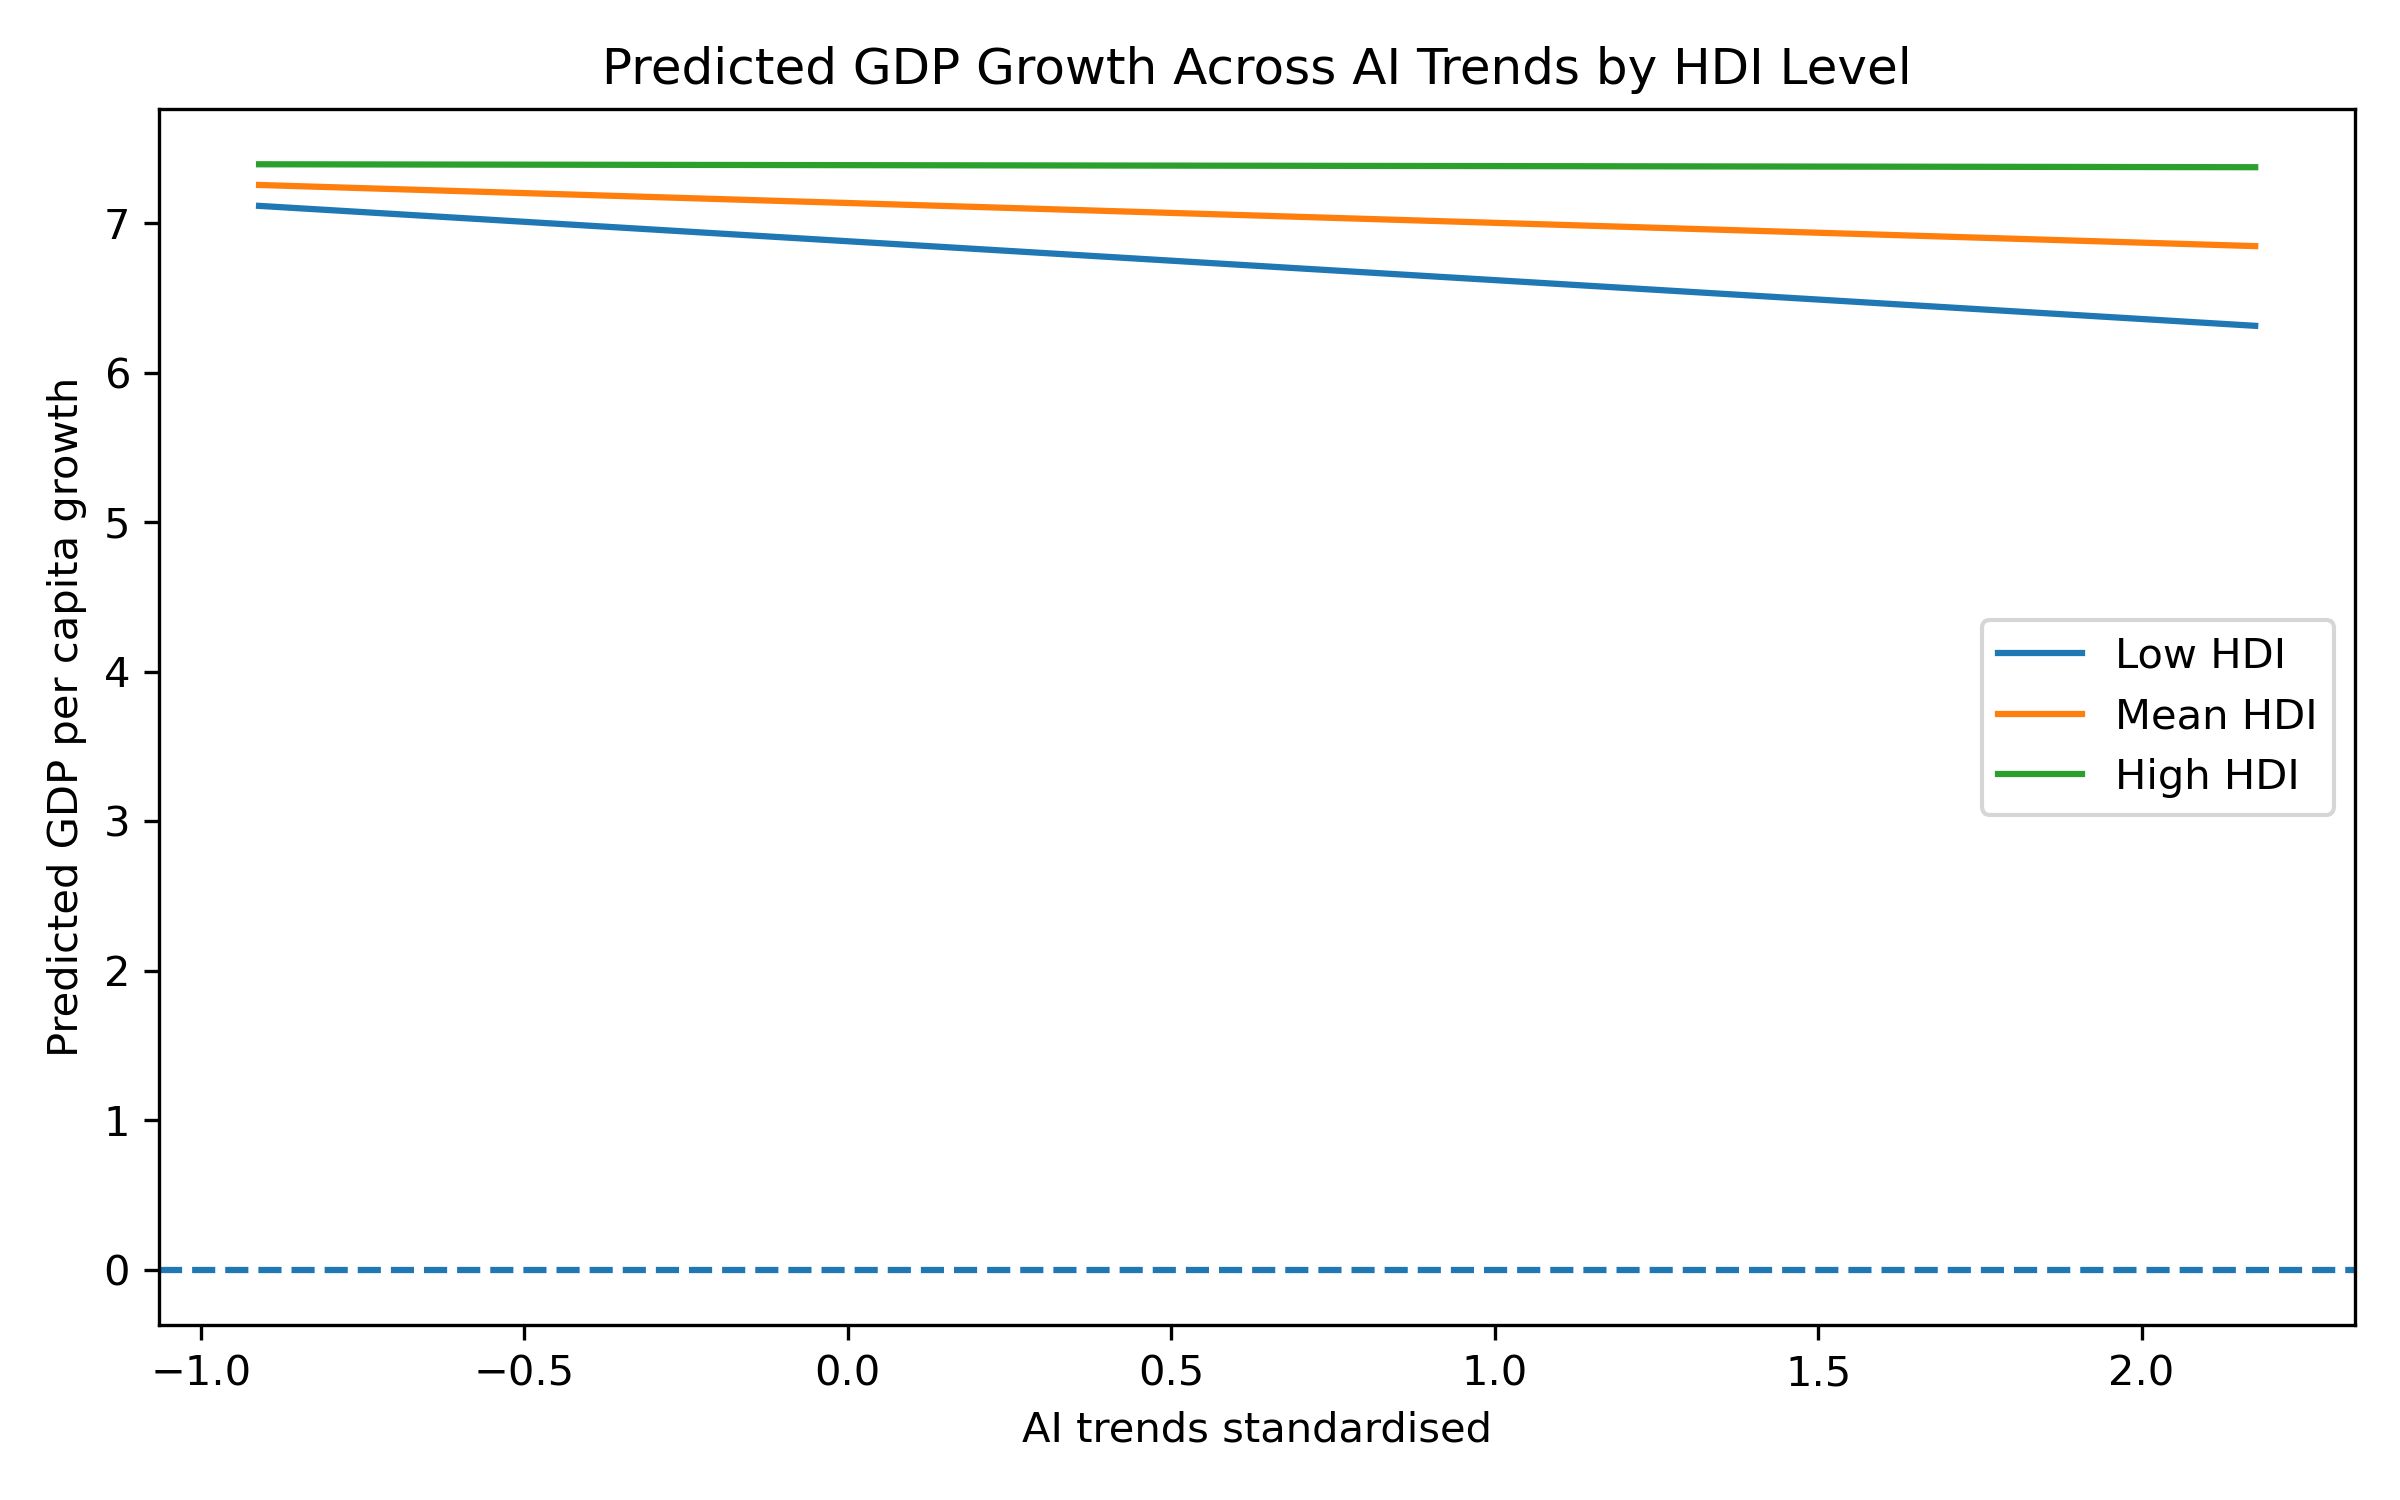 Predicted GDP Growth Across AI Trends by HDI Level
Predicted GDP per capita growth
7
6
5
4
3
2
1
0
Low HDI
Mean HDI
High HDI
−1.0 −0.5 0.0 0.5 1.0 1.5 2.0
AI trends standardised